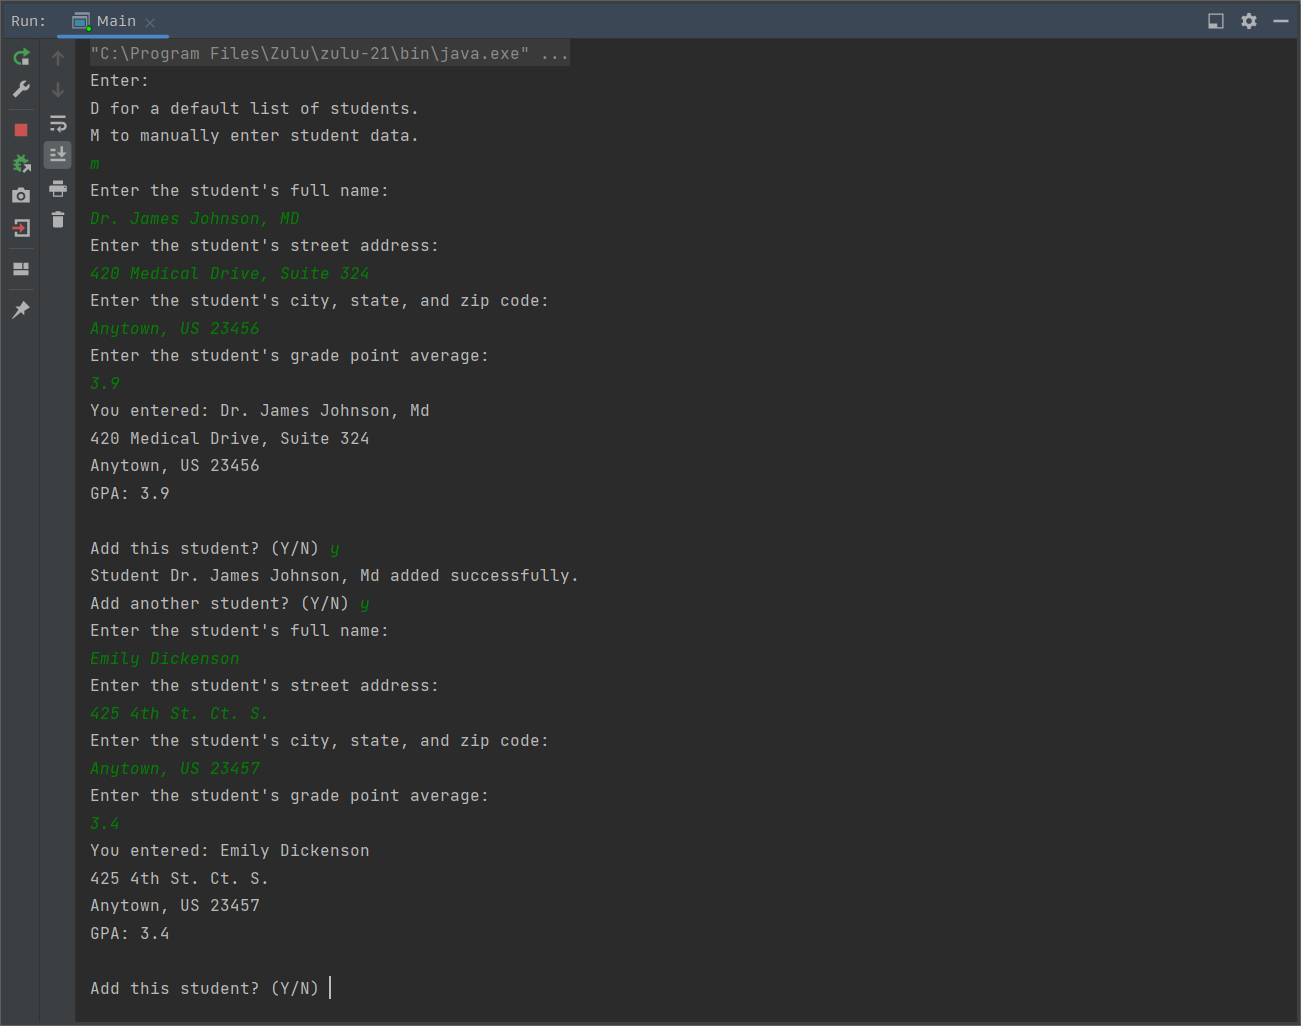 Run: Main
"C:\Program Files\Zulu\zulu-21\bin\java.exe" ...
Enter:
D for a default list of students.
M to manually enter student data.
m
Enter the student's full name:
Dr. James Johnson, MD
Enter the student's street address:
420 Medical Drive, Suite 324
Enter the student's city, state, and zip code:
Anytown, US 23456
Enter the student's grade point average:
3.9
You entered: Dr. James Johnson, Md
420 Medical Drive, Suite 324
Anytown, US 23456
GPA: 3.9
Add this student? (Y/N) y
Student Dr. James Johnson, Md added successfully.
Add another student? (Y/N) y
Enter the student's full name:
Emily Dickenson
Enter the student's street address:
425 4th St. Ct. S.
Enter the student's city, state, and zip code:
Anytown, US 23457
Enter the student's grade point average:
3.4
You entered: Emily Dickenson
425 4th St. Ct. S.
Anytown, US 23457
GPA: 3.4
Add this student? (Y/N)